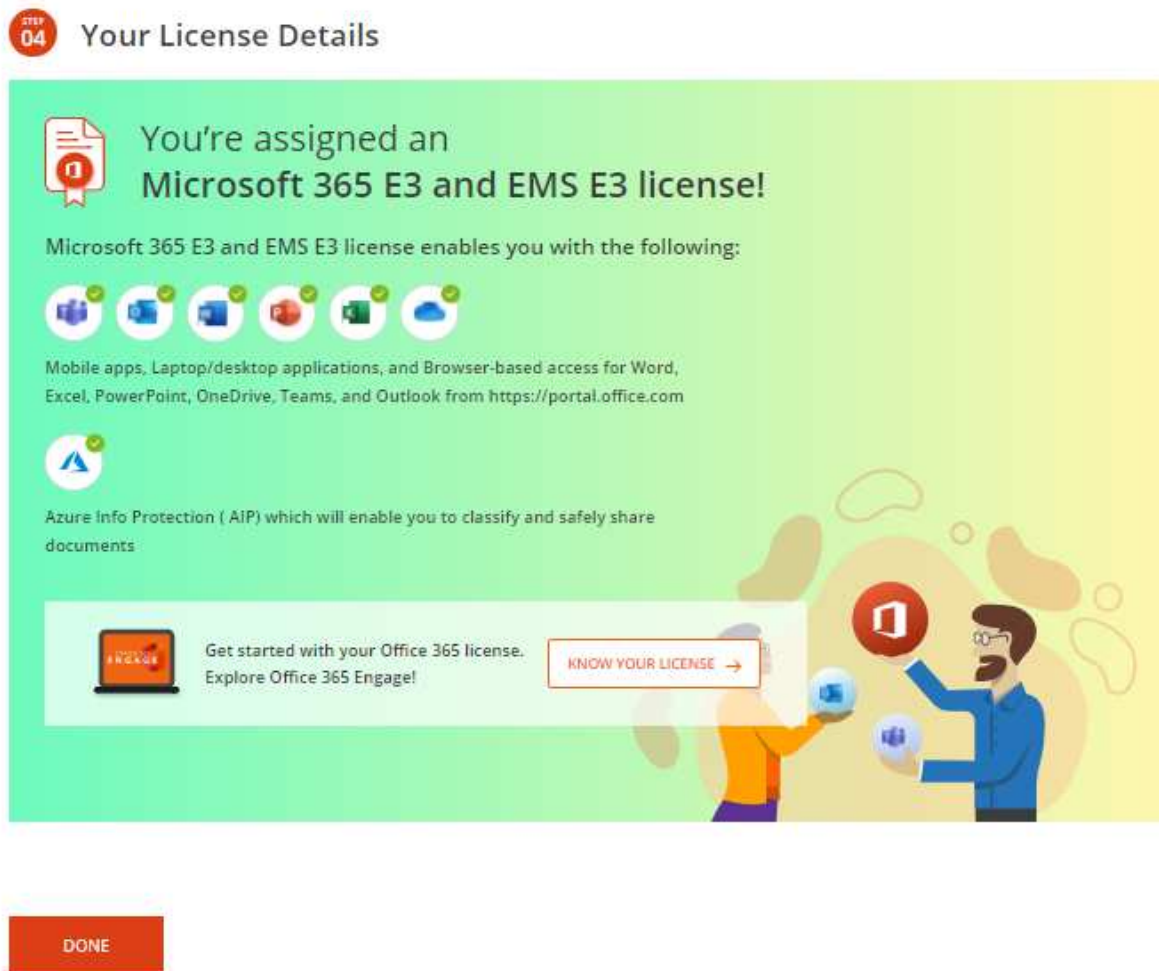 STEP
04
Your License Details
You're assigned an
Microsoft 365 E3 and EMS E3 license!
Microsoft 365 E3 and EMS E3 license enables you with the following:
Mobile apps, Laptop/desktop applications, and Browser-based access for Word,
Excel, PowerPoint, OneDrive, Teams, and Outlook from https://portal.office.com
Azure Info Protection ( AIP) which will enable you to classify and safely share
documents
ENGAGE
Get started with your Office 365 license.
Explore Office 365 Engage!
KNOW YOUR LICENSE →
DONE